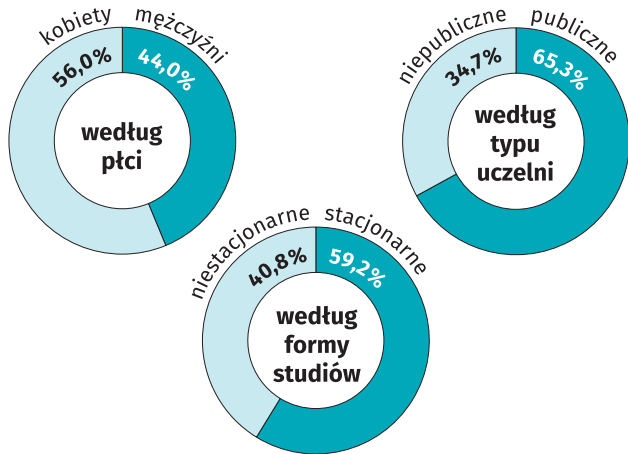 kobiety mężczyźni
56,0% 44,0%
według
płci
niepubliczne publiczne
34,7% 65,3%
według
typu
uczelni
niestacjonarne stacjonarne
40,8% 59,2%
według
formy
studiów